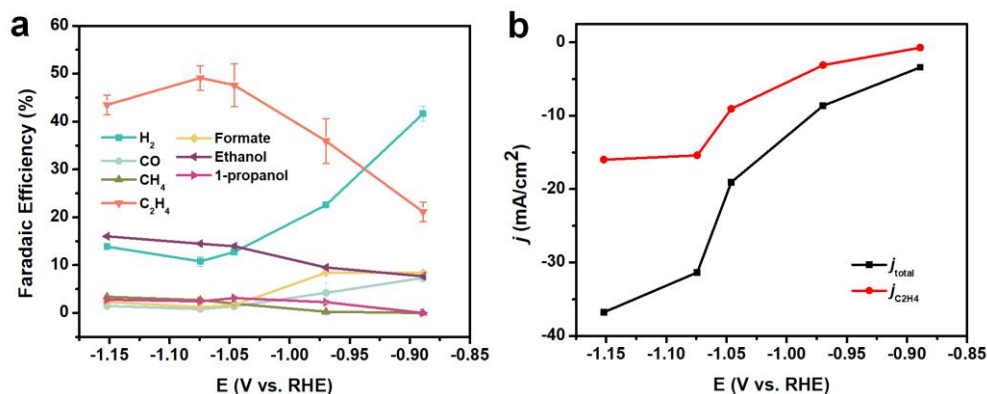 a
Faradaic Efficiency (%)
60
50
40
30
20
10
0
H2
CO
CH4
C2H4
Formate
Ethanol
1-propanol
-1.15 -1.10 -1.05 -1.00 -0.95 -0.90 -0.85
E (V vs. RHE)
b
j (mA/cm2)
0
-10
-20
-30
-40
jtotal
jC2H4
-1.15 -1.10 -1.05 -1.00 -0.95 -0.90 -0.85
E (V vs. RHE)